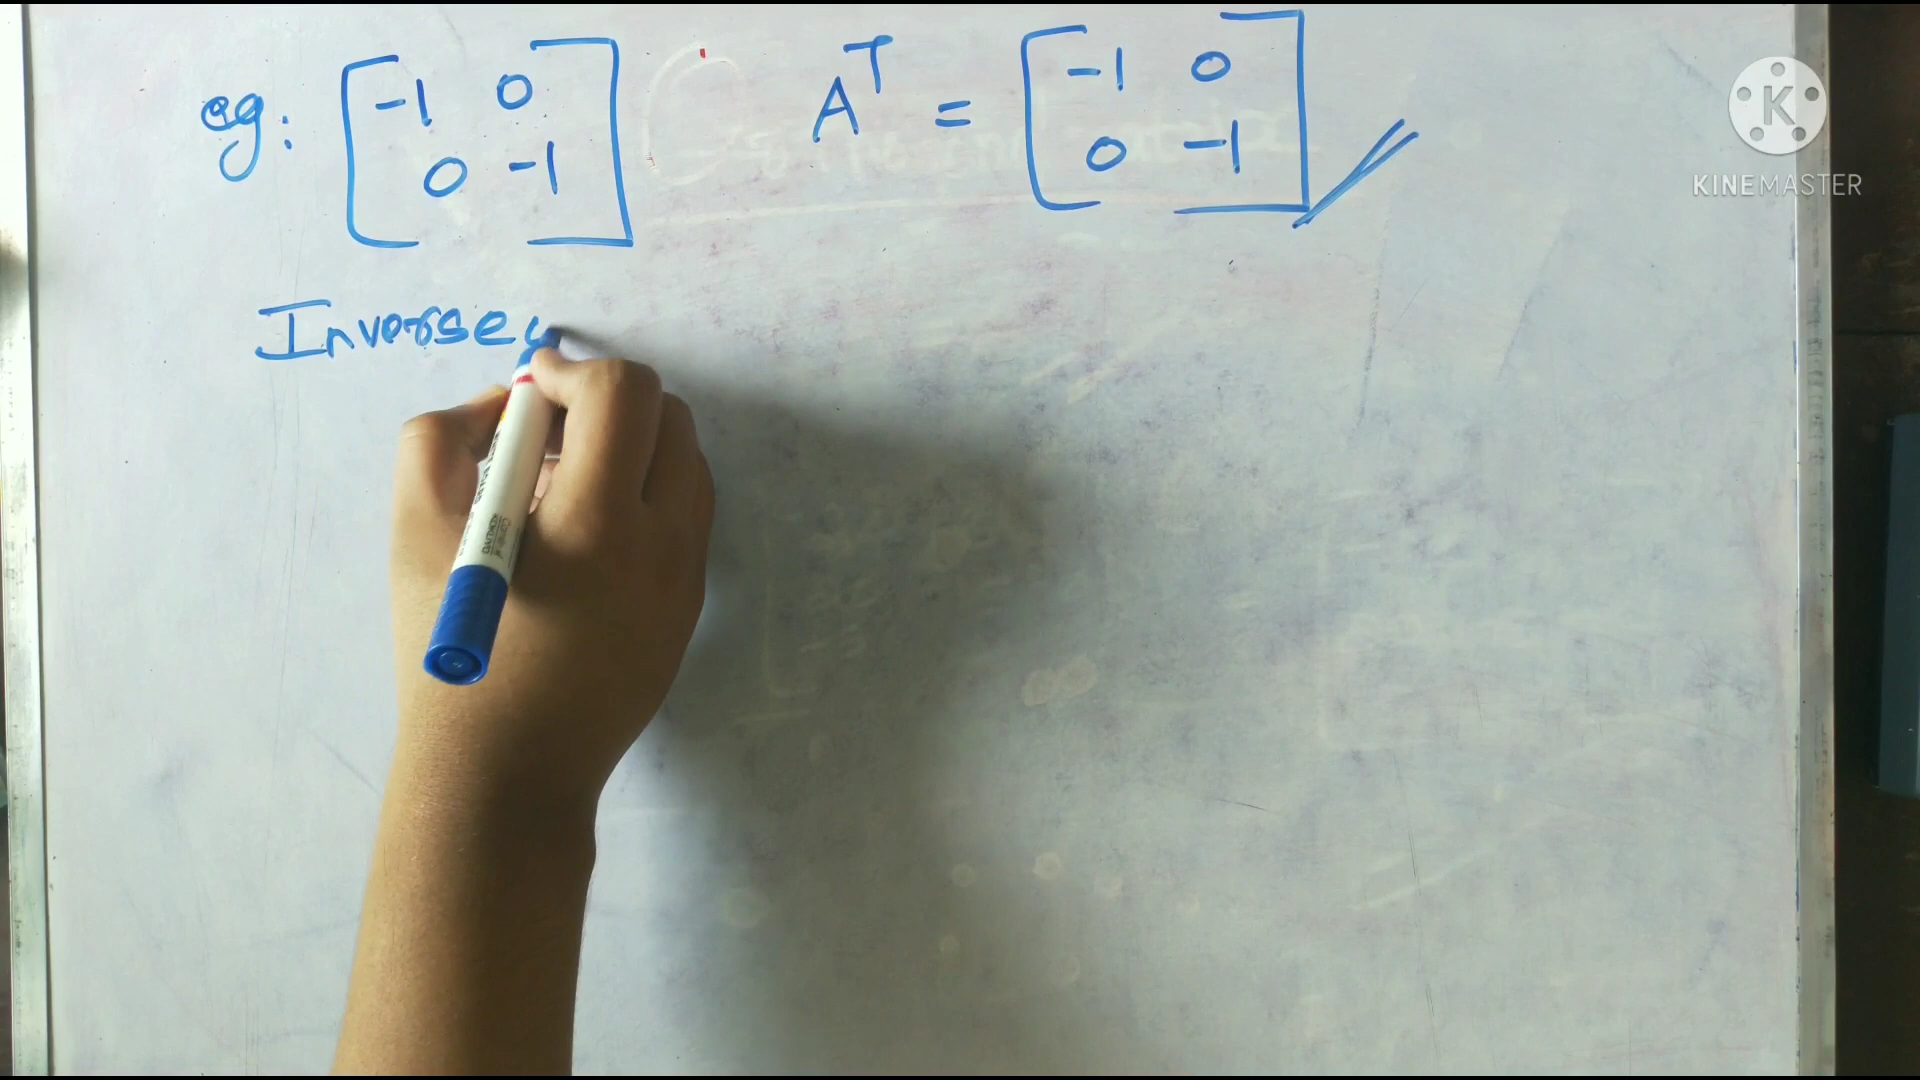 eg: [-1 0
0 -1]
A^T = [-1 0
0 -1]
Inverse
K
KINEMASTER